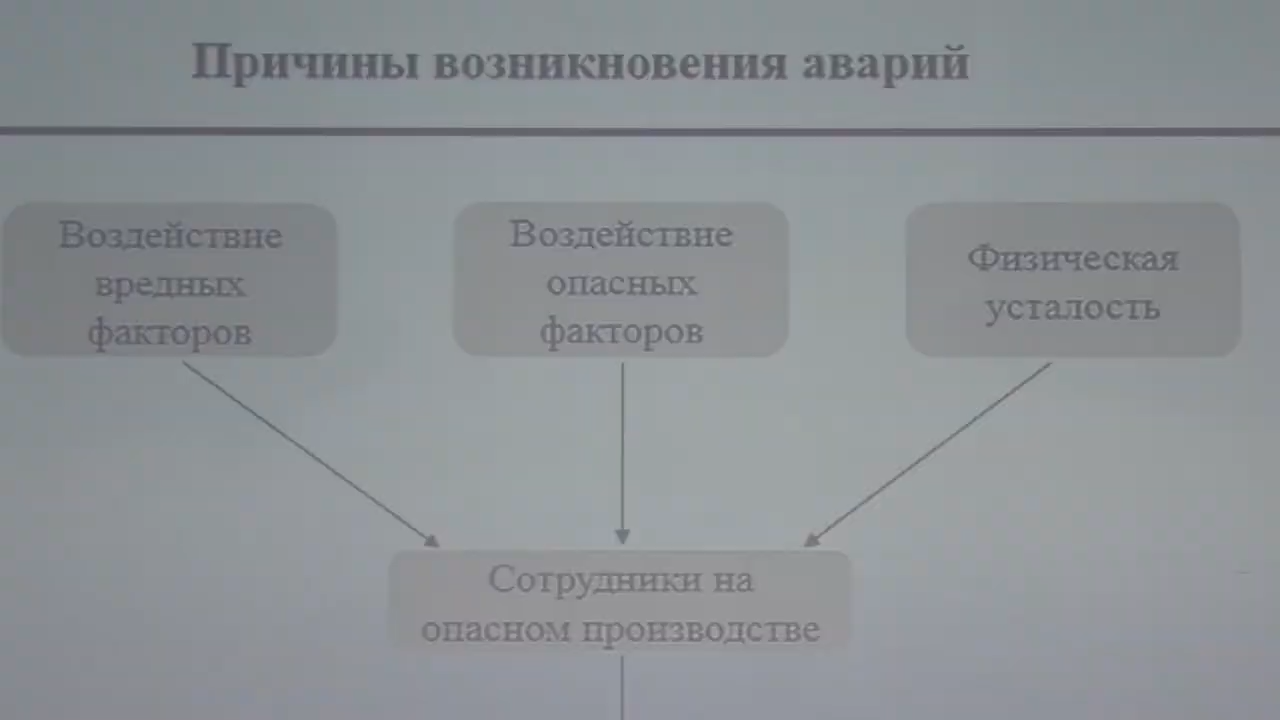 Причины возникновения аварий
Воздействие
вредных
факторов
Воздействие
опасных
факторов
Физическая
усталость
Сотрудники на
опасном производстве